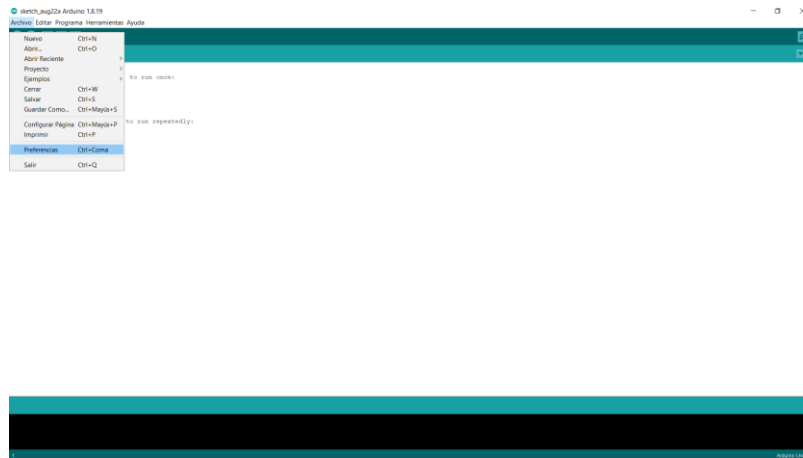 sketch_aug22a Arduino 1.8.19
Archivo Editar Programa Herramientas Ayuda
Nuevo Ctrl+N
Abrir... Ctrl+O
Abrir Reciente
Proyecto
Ejemplos
Cerrar Ctrl+W
Salvar Ctrl+S
Guardar Como... Ctrl+Mayús+S
Configurar Página Ctrl+Mayús+P
Imprimir Ctrl+P
Preferencias Ctrl+Coma
Salir Ctrl+Q
to run once:
to run repeatedly:
1